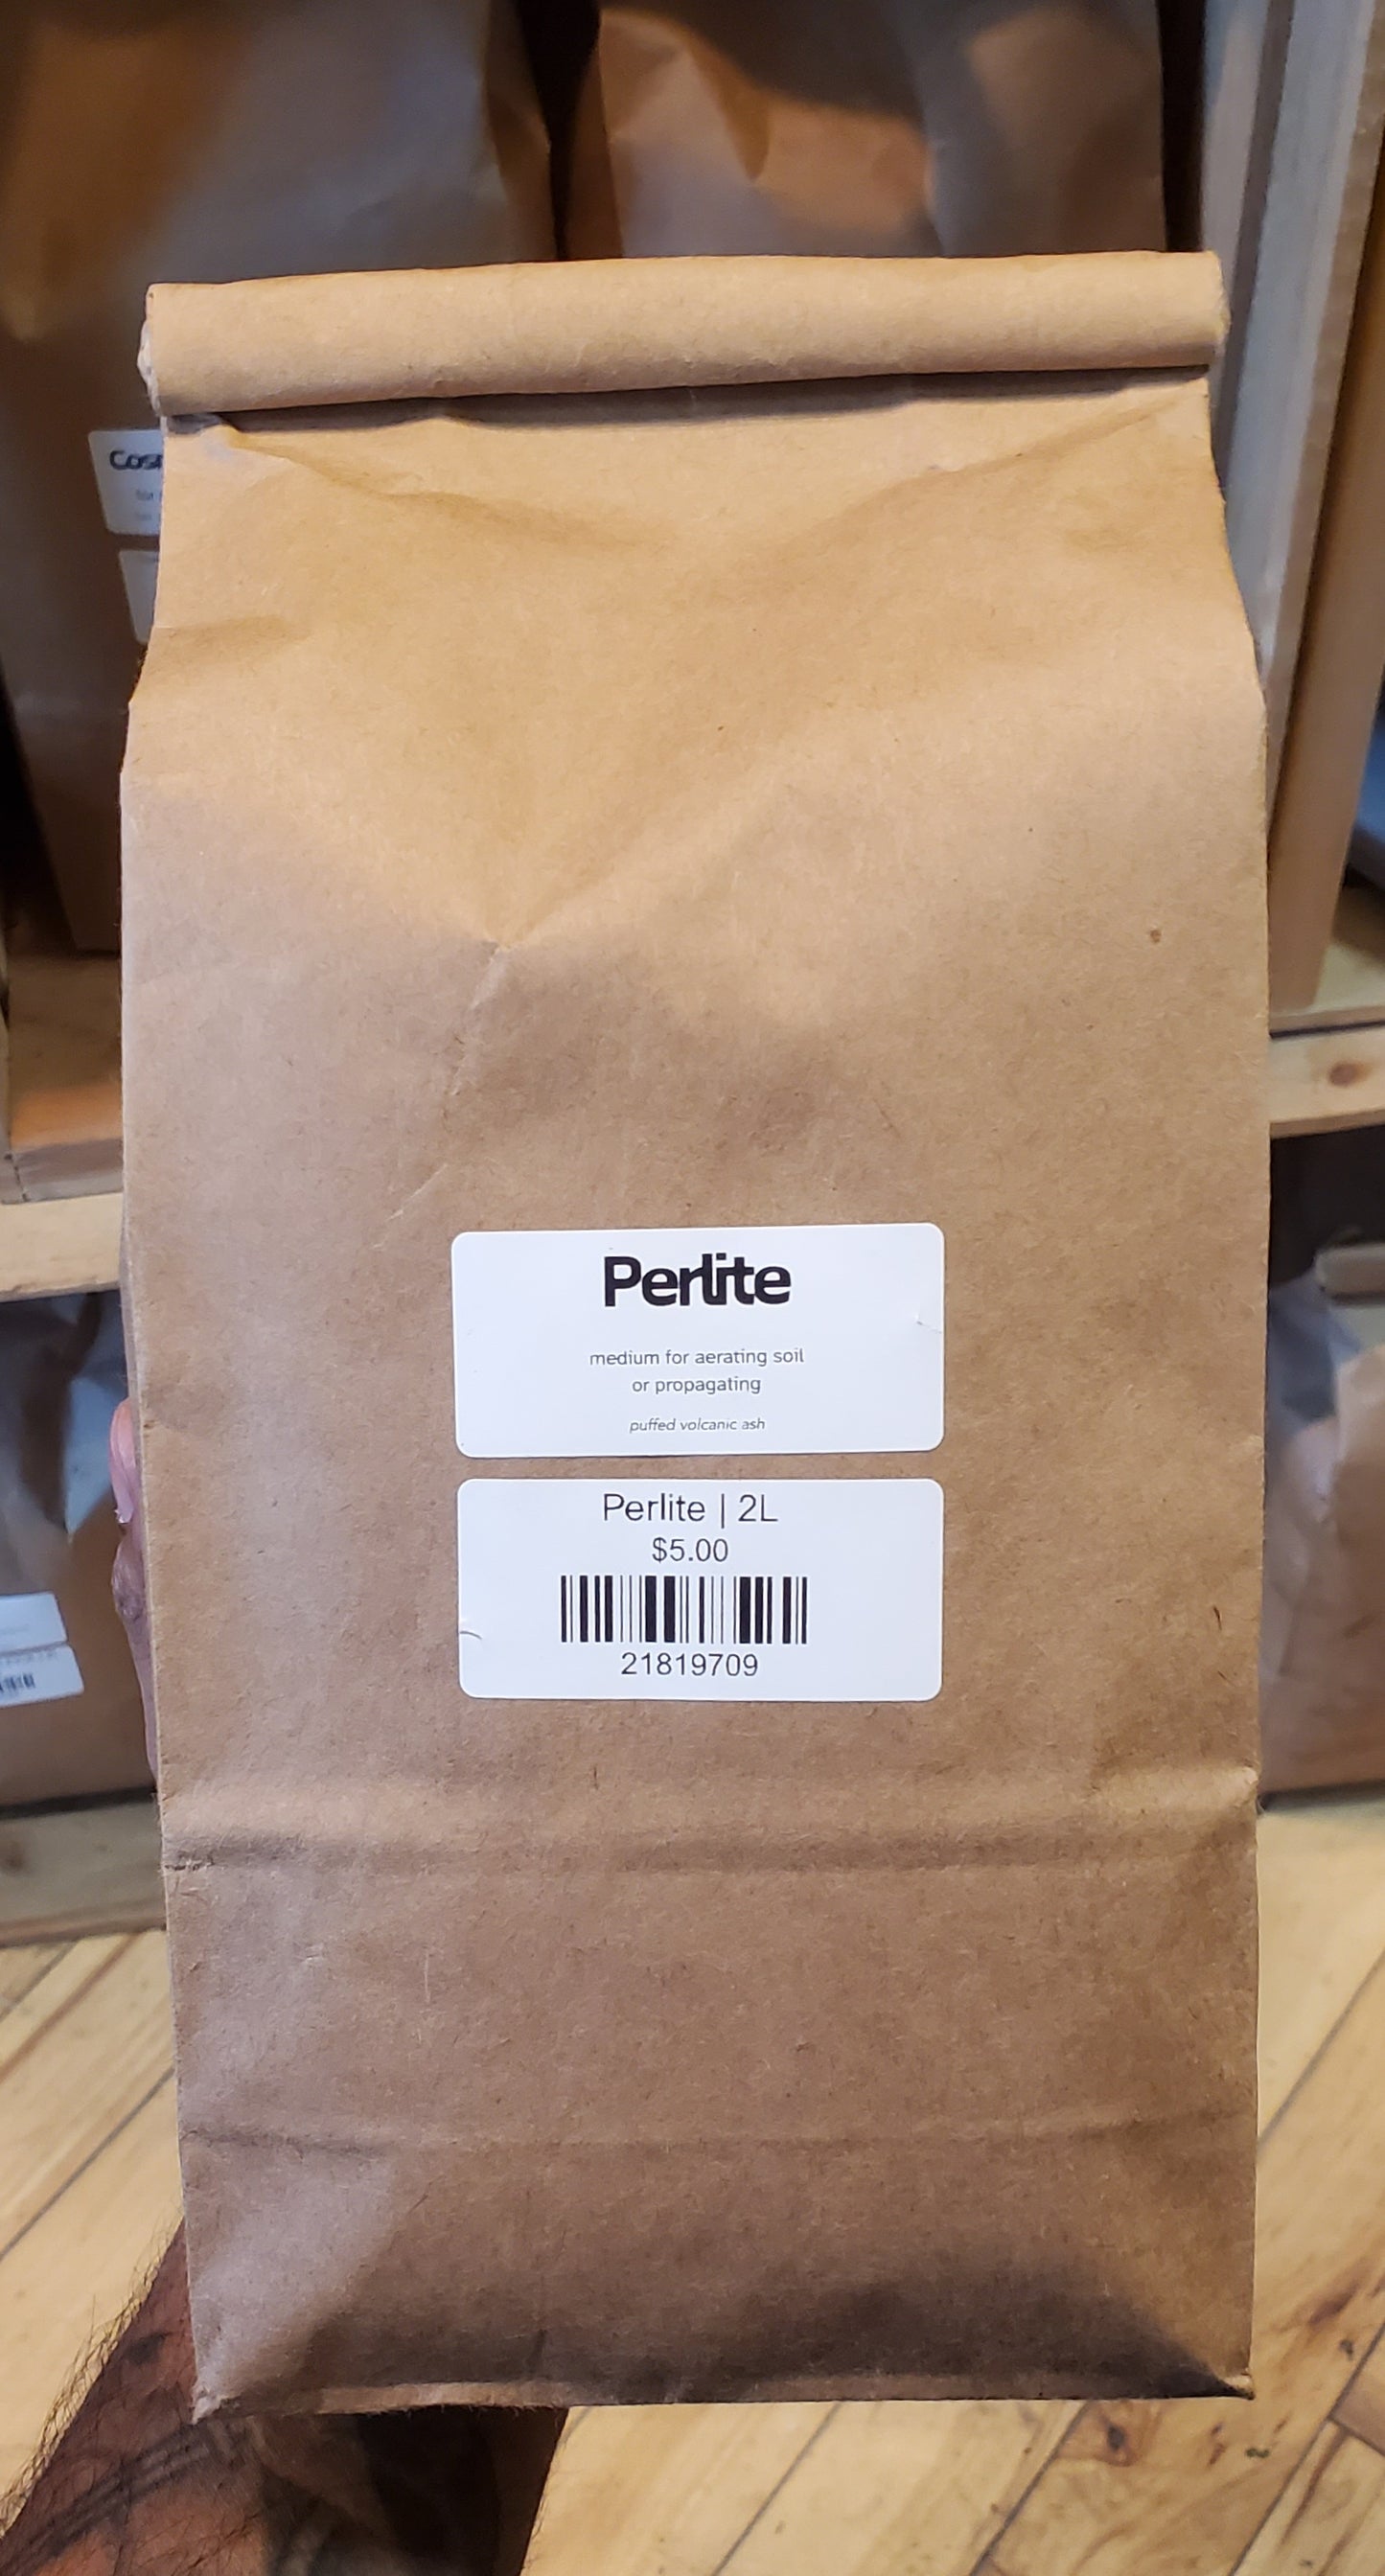 Perlite
medium for aerating soil
or propagating
puffed volcanic ash
Perlite | 2L
$5.00
21819709